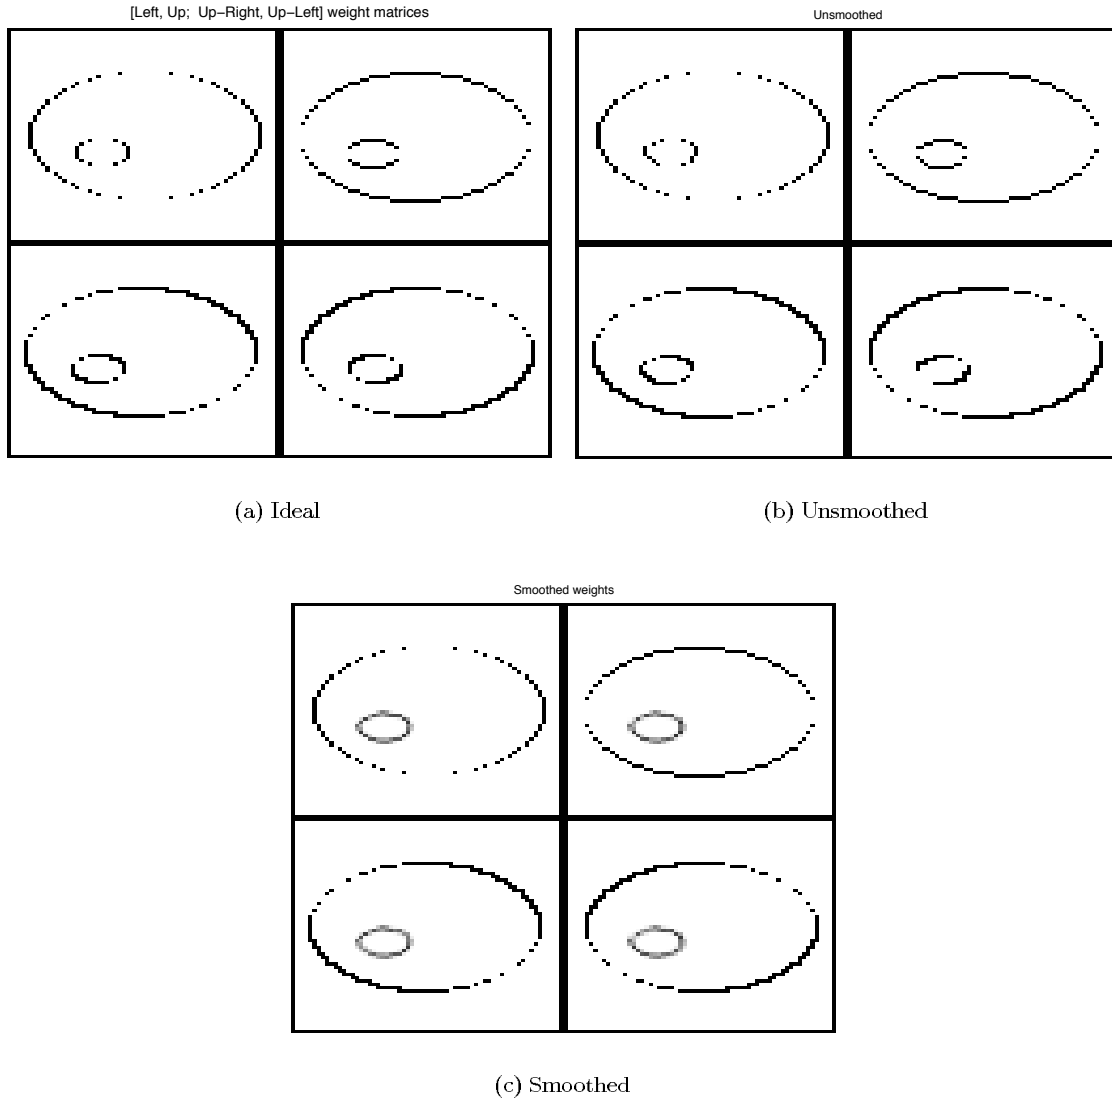 [Left, Up;  Up−Right, Up−Left] weight matrices
Unsmoothed
(a) Ideal
(b) Unsmoothed
Smoothed weights
(c) Smoothed